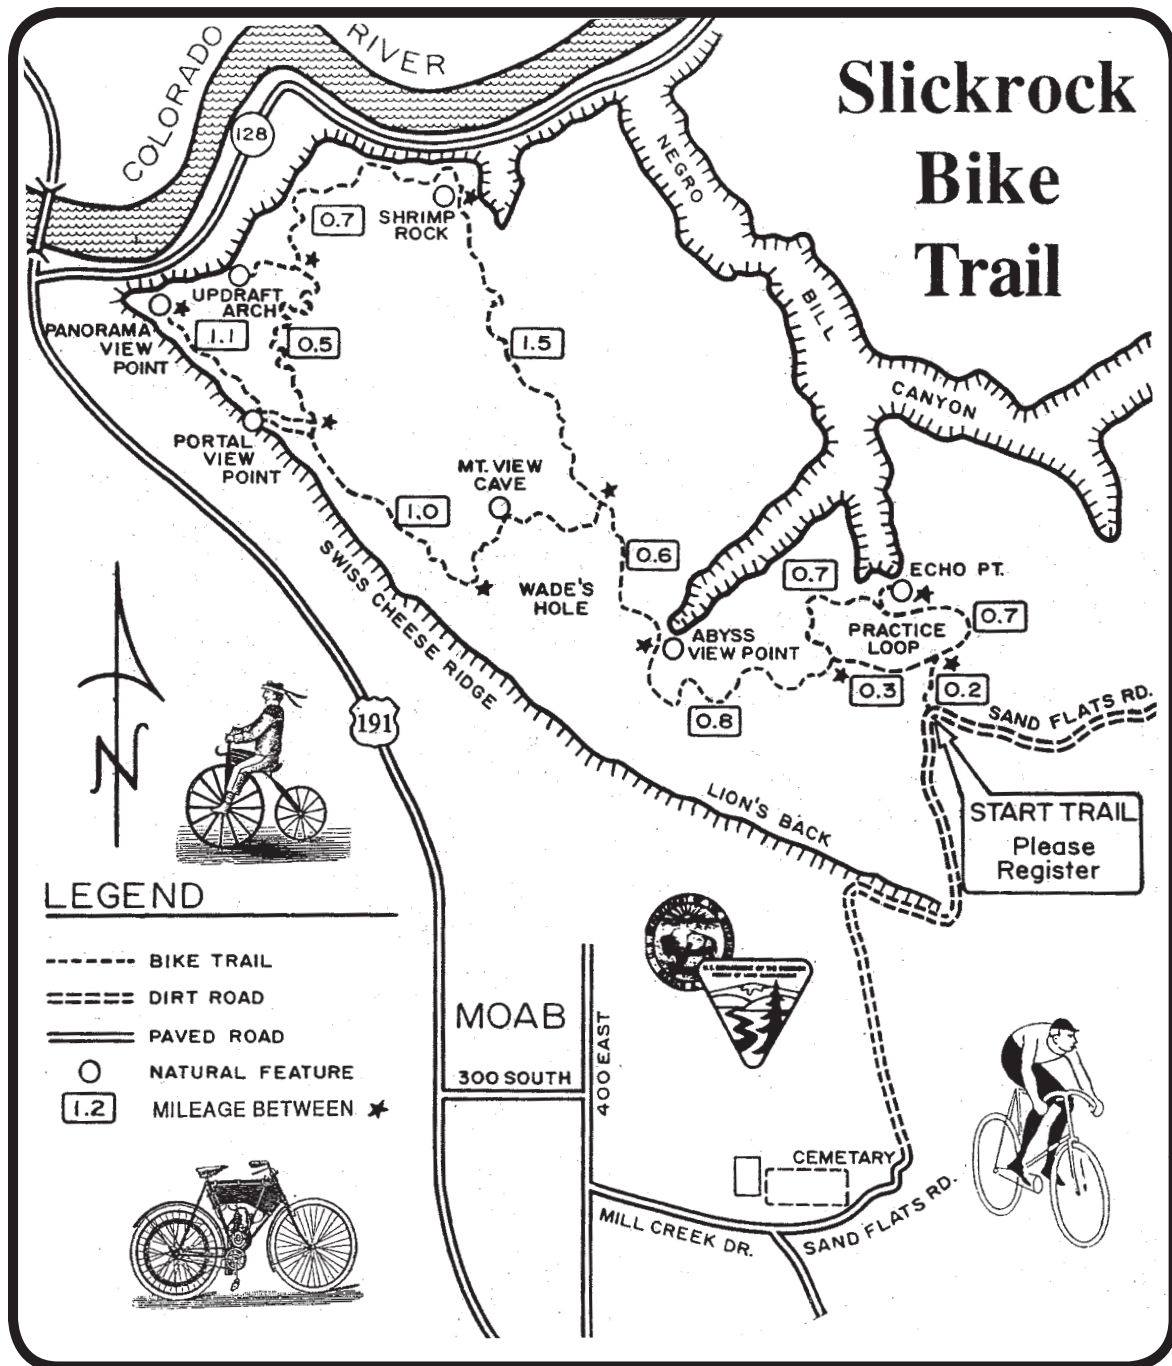 Slickrock
Bike
Trail
COLORADO
RIVER
128
NEGRO
BILL
CANYON
0.7
SHRIMP
ROCK
UPDRAFT
ARCH
PANORAMA
VIEW
POINT
1.1
0.5
1.5
PORTAL
VIEW
POINT
MT. VIEW
CAVE
1.0
SWISS CHEESE RIDGE
WADE'S
HOLE
0.6
0.7
ECHO PT.
0.7
PRACTICE
LOOP
ABYSS
VIEW POINT
0.3
0.2
0.8
SAND FLATS RD.
191
N
LION'S BACK
START TRAIL
Please
Register
LEGEND
BIKE TRAIL
DIRT ROAD
PAVED ROAD
NATURAL FEATURE
1.2
MILEAGE BETWEEN
MOAB
300 SOUTH
400 EAST
CEMETARY
MILL CREEK DR.
SAND FLATS RD.